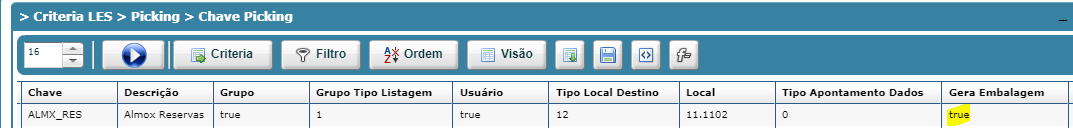 > Criteria LES > Picking > Chave Picking
16 Criteria Filtro Ordem Visão
Chave Descrição Grupo Grupo Tipo Listagem Usuário Tipo Local Destino Local Tipo Apontamento Dados Gera Embalagem
ALMX_RES Almox Reservas true 1 true 12 11.1102 0 true